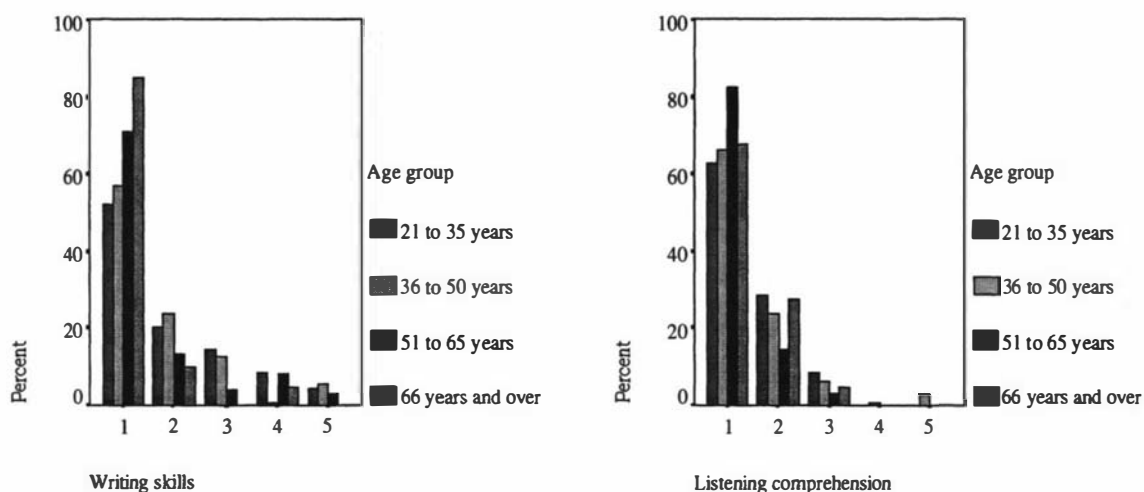 100
80
60
40
20
0
Percent
1 2 3 4 5
Writing skills
Age group
21 to 35 years
36 to 50 years
51 to 65 years
66 years and over
100
80
60
40
20
0
Percent
1 2 3 4 5
Listening comprehension
Age group
21 to 35 years
36 to 50 years
51 to 65 years
66 years and over